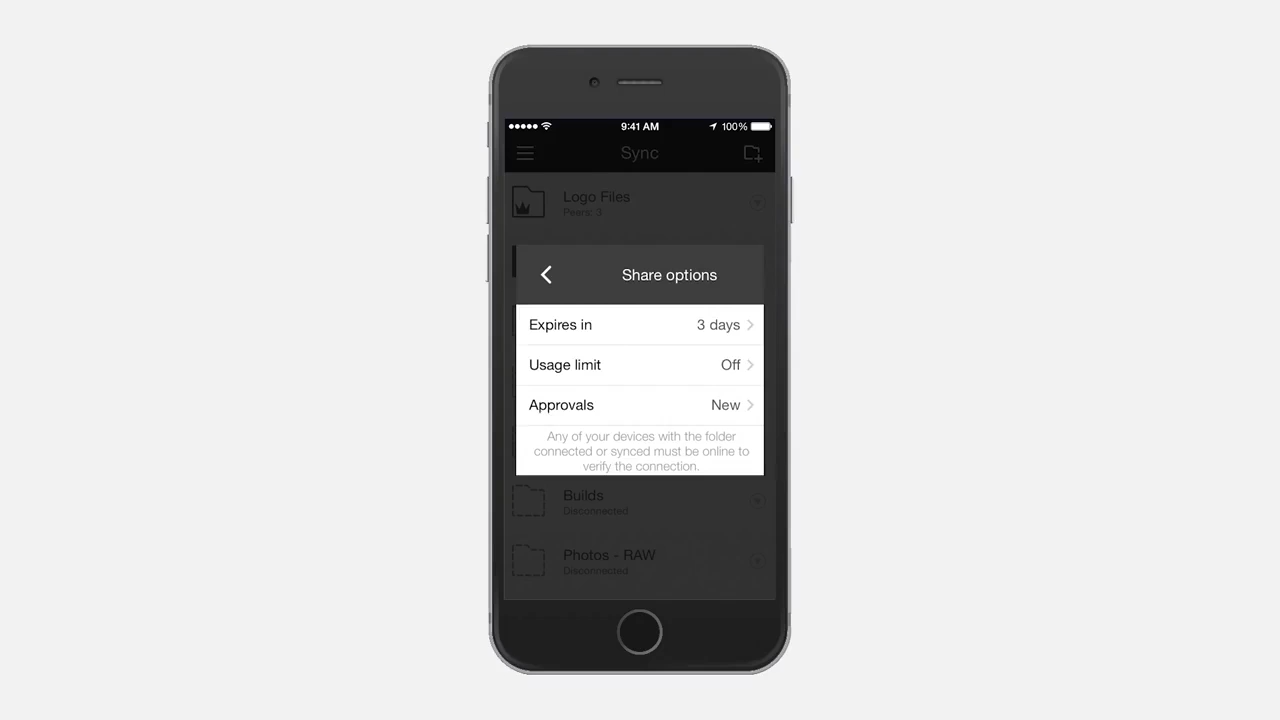 9:41 AM
100%
Sync
Logo Files
Peers: 3
Share options
Expires in 3 days
Usage limit Off
Approvals New
Any of your devices with the folder
connected or synced must be online to
verify the connection.
Builds
Disconnected
Photos - RAW
Disconnected